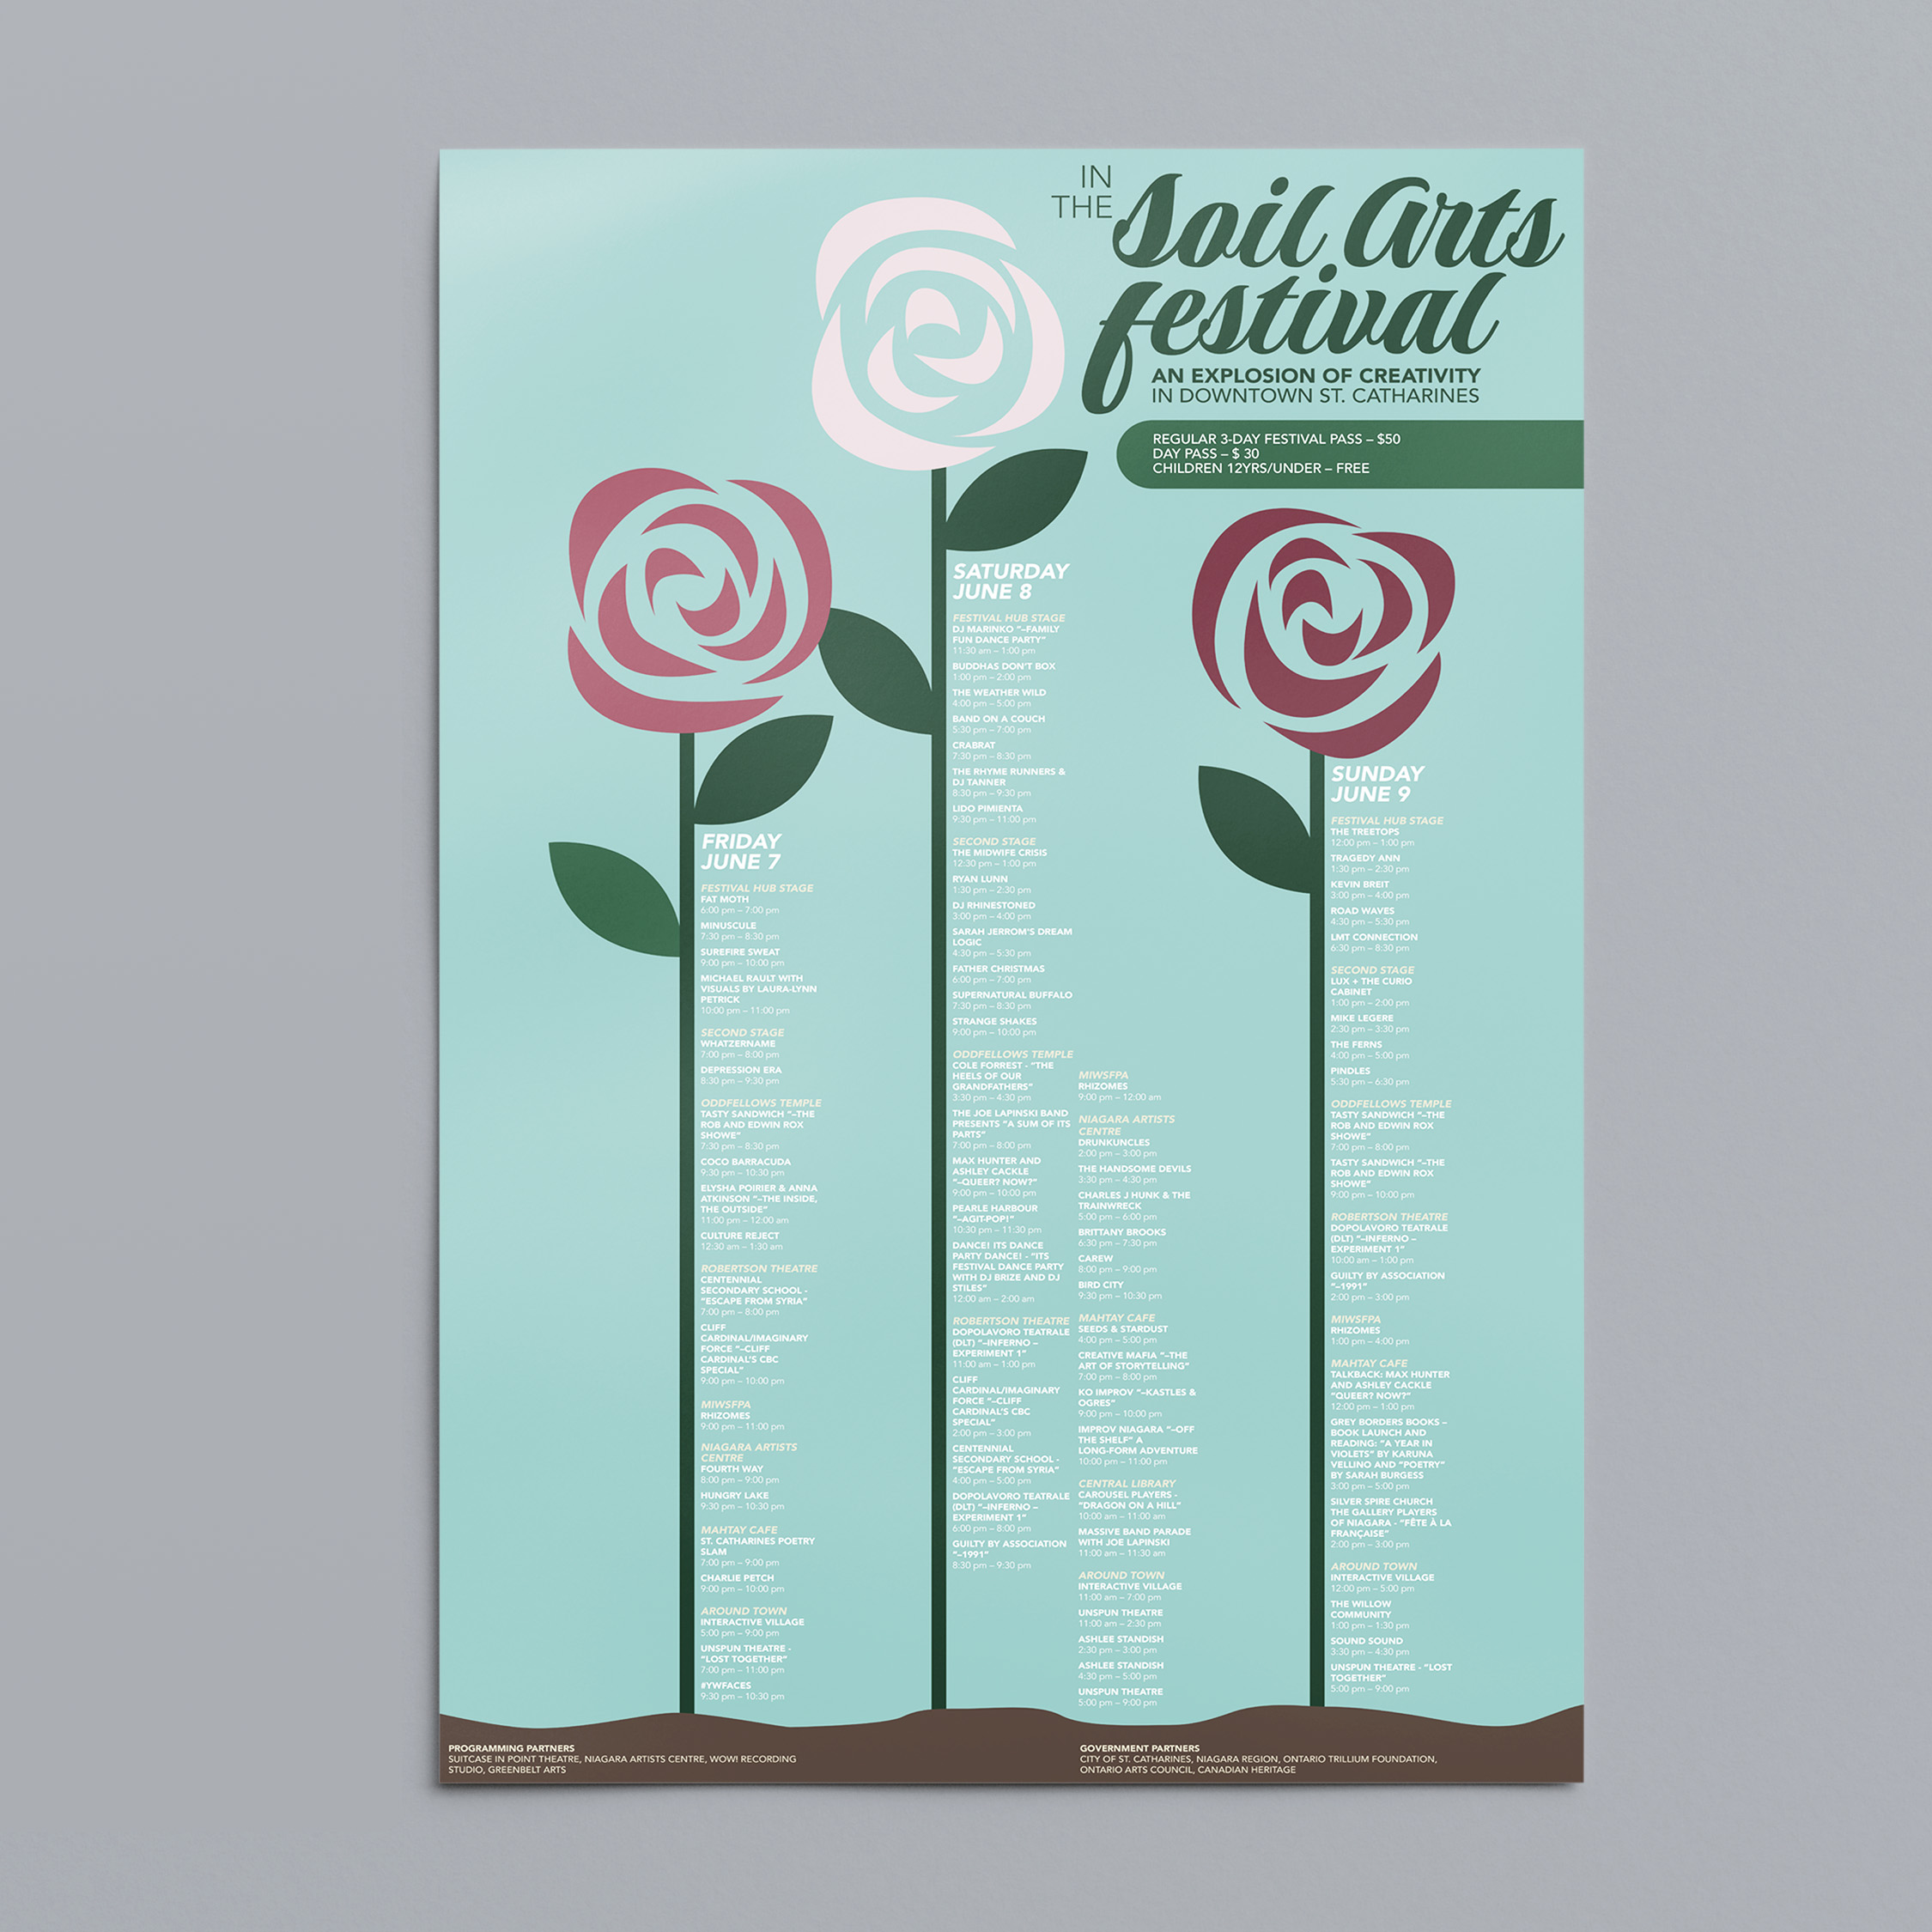 IN
THE
Soil Arts
festival
AN EXPLOSION OF CREATIVITY
IN DOWNTOWN ST. CATHARINES
REGULAR 3-DAY FESTIVAL PASS – $50
DAY PASS – $ 30
CHILDREN 12YRS/UNDER – FREE
FRIDAY
JUNE 7
FESTIVAL HUB STAGE
FAT MOTH
6:00 pm – 7:00 pm
MINUSCULE
7:30 pm – 8:30 pm
SUREFIRE SWEAT
9:00 pm – 10:00 pm
MICHAEL RAULT WITH
VISUALS BY LAURA-LYNN
PETRICK
10:00 pm – 11:00 pm
SECOND STAGE
WHATZERNAME
7:00 pm – 8:00 pm
DEPRESSION ERA
8:30 pm – 9:30 pm
ODDFELLOWS TEMPLE
TASTY SANDWICH "–THE
ROB AND EDWIN ROX
SHOWE"
7:30 pm – 8:30 pm
COCO BARRACUDA
9:30 pm – 10:30 pm
ELYSHA POIRIER & ANNA
ATKINSON "–THE INSIDE,
THE OUTSIDE"
11:00 pm – 12:00 am
CULTURE REJECT
12:30 am – 1:30 am
ROBERTSON THEATRE
CENTENNIAL
SECONDARY SCHOOL -
"ESCAPE FROM SYRIA"
7:00 pm – 8:00 pm
CLIFF
CARDINAL/IMAGINARY
FORCE "–CLIFF
CARDINAL'S CBC
SPECIAL"
9:00 pm – 10:00 pm
MIWSFPA
RHIZOMES
9:00 pm – 11:00 pm
NIAGARA ARTISTS
CENTRE
FOURTH WAY
8:00 pm – 9:00 pm
HUNGRY LAKE
9:30 pm – 10:30 pm
MAHTAY CAFE
ST. CATHARINES POETRY
SLAM
7:00 pm – 9:00 pm
CHARLIE PETCH
9:00 pm – 10:00 pm
AROUND TOWN
INTERACTIVE VILLAGE
5:00 pm – 9:00 pm
UNSPUN THEATRE -
"LOST TOGETHER"
7:00 pm – 11:00 pm
#YWFACES
9:30 pm – 10:30 pm
SATURDAY
JUNE 8
FESTIVAL HUB STAGE
DJ MARINKO "–FAMILY
FUN DANCE PARTY"
11:30 am – 1:00 pm
BUDDHAS DON'T BOX
1:00 pm – 2:00 pm
THE WEATHER WILD
4:00 pm – 5:00 pm
BAND ON A COUCH
5:30 pm – 7:00 pm
CRABRAT
7:30 pm – 8:30 pm
THE RHYME RUNNERS &
DJ TANNER
8:30 pm – 9:30 pm
LIDO PIMIENTA
9:30 pm – 11:00 pm
SECOND STAGE
THE MIDWIFE CRISIS
12:30 pm – 1:00 pm
RYAN LUNN
1:30 pm – 2:30 pm
DJ RHINESTONED
3:00 pm – 4:00 pm
SARAH JERROM'S DREAM
LOGIC
4:30 pm – 5:30 pm
FATHER CHRISTMAS
6:00 pm – 7:00 pm
SUPERNATURAL BUFFALO
7:30 pm – 8:30 pm
STRANGE SHAKES
9:00 pm – 10:00 pm
ODDFELLOWS TEMPLE
COLE FORREST - "THE
HEELS OF OUR
GRANDFATHERS"
3:30 pm – 4:30 pm
THE JOE LAPINSKI BAND
PRESENTS "A SUM OF ITS
PARTS"
7:00 pm – 8:00 pm
MAX HUNTER AND
ASHLEY CACKLE
"–QUEER? NOW?"
9:00 pm – 10:00 pm
PEARLE HARBOUR
"–AGIT-POP!"
10:30 pm – 11:30 pm
DANCE! ITS DANCE
PARTY DANCE! - "ITS
FESTIVAL DANCE PARTY
WITH DJ BRIZE AND DJ
STILES"
12:00 am – 2:00 am
ROBERTSON THEATRE
DOPOLAVORO TEATRALE
(DLT) "–INFERNO –
EXPERIMENT 1"
11:00 am – 1:00 pm
CLIFF
CARDINAL/IMAGINARY
FORCE "–CLIFF
CARDINAL'S CBC
SPECIAL"
2:00 pm – 3:00 pm
CENTENNIAL
SECONDARY SCHOOL -
"ESCAPE FROM SYRIA"
4:00 pm – 5:00 pm
DOPOLAVORO TEATRALE
(DLT) "–INFERNO –
EXPERIMENT 1"
6:00 pm – 8:00 pm
GUILTY BY ASSOCIATION
"–1991"
8:30 pm – 9:30 pm
MIWSFPA
RHIZOMES
9:00 pm – 12:00 am
NIAGARA ARTISTS
CENTRE
DRUNKUNCLES
2:00 pm – 3:00 pm
THE HANDSOME DEVILS
3:30 pm – 4:30 pm
CHARLES J HUNK & THE
TRAINWRECK
5:00 pm – 6:00 pm
BRITTANY BROOKS
6:30 pm – 7:30 pm
CAREW
8:00 pm – 9:00 pm
BIRD CITY
9:30 pm – 10:30 pm
MAHTAY CAFE
SEEDS & STARDUST
4:00 pm – 5:00 pm
CREATIVE MAFIA "–THE
ART OF STORYTELLING"
7:00 pm – 8:00 pm
KO IMPROV "–KASTLES &
OGRES"
9:00 pm – 10:00 pm
IMPROV NIAGARA "–OFF
THE SHELF" A
LONG-FORM ADVENTURE
10:00 pm – 11:00 pm
CENTRAL LIBRARY
CAROUSEL PLAYERS -
"DRAGON ON A HILL"
10:00 am – 11:00 am
MASSIVE BAND PARADE
WITH JOE LAPINSKI
11:00 am – 11:30 am
AROUND TOWN
INTERACTIVE VILLAGE
11:00 am – 7:00 pm
UNSPUN THEATRE
11:00 am – 2:30 pm
ASHLEE STANDISH
2:30 pm – 3:00 pm
ASHLEE STANDISH
4:30 pm – 5:00 pm
UNSPUN THEATRE
5:00 pm – 9:00 pm
SUNDAY
JUNE 9
FESTIVAL HUB STAGE
THE TREETOPS
12:00 pm – 1:00 pm
TRAGEDY ANN
1:30 pm – 2:30 pm
KEVIN BREIT
3:00 pm – 4:00 pm
ROAD WAVES
4:30 pm – 5:30 pm
LMT CONNECTION
6:30 pm – 8:30 pm
SECOND STAGE
LUX + THE CURIO
CABINET
1:00 pm – 2:00 pm
MIKE LEGERE
2:30 pm – 3:30 pm
THE FERNS
4:00 pm – 5:00 pm
PINDLES
5:30 pm – 6:30 pm
ODDFELLOWS TEMPLE
TASTY SANDWICH "–THE
ROB AND EDWIN ROX
SHOWE"
7:00 pm – 8:00 pm
TASTY SANDWICH "–THE
ROB AND EDWIN ROX
SHOWE"
9:00 pm – 10:00 pm
ROBERTSON THEATRE
DOPOLAVORO TEATRALE
(DLT) "–INFERNO –
EXPERIMENT 1"
10:00 am – 1:00 pm
GUILTY BY ASSOCIATION
"–1991"
2:00 pm – 3:00 pm
MIWSFPA
RHIZOMES
1:00 pm – 4:00 pm
MAHTAY CAFE
TALKBACK: MAX HUNTER
AND ASHLEY CACKLE
"QUEER? NOW?"
12:00 pm – 1:00 pm
GREY BORDERS BOOKS –
BOOK LAUNCH AND
READING: "A YEAR IN
VIOLETS" BY KARUNA
VELLINO AND "POETRY"
BY SARAH BURGESS
3:00 pm – 5:00 pm
SILVER SPIRE CHURCH
THE GALLERY PLAYERS
OF NIAGARA - "FÊTE À LA
FRANÇAISE"
2:00 pm – 3:00 pm
AROUND TOWN
INTERACTIVE VILLAGE
12:00 pm – 5:00 pm
THE WILLOW
COMMUNITY
1:00 pm – 1:30 pm
SOUND SOUND
3:30 pm – 4:30 pm
UNSPUN THEATRE - "LOST
TOGETHER"
5:00 pm – 9:00 pm
PROGRAMMING PARTNERS
SUITCASE IN POINT THEATRE, NIAGARA ARTISTS CENTRE, WOW! RECORDING
STUDIO, GREENBELT ARTS
GOVERNMENT PARTNERS
CITY OF ST. CATHARINES, NIAGARA REGION, ONTARIO TRILLIUM FOUNDATION,
ONTARIO ARTS COUNCIL, CANADIAN HERITAGE